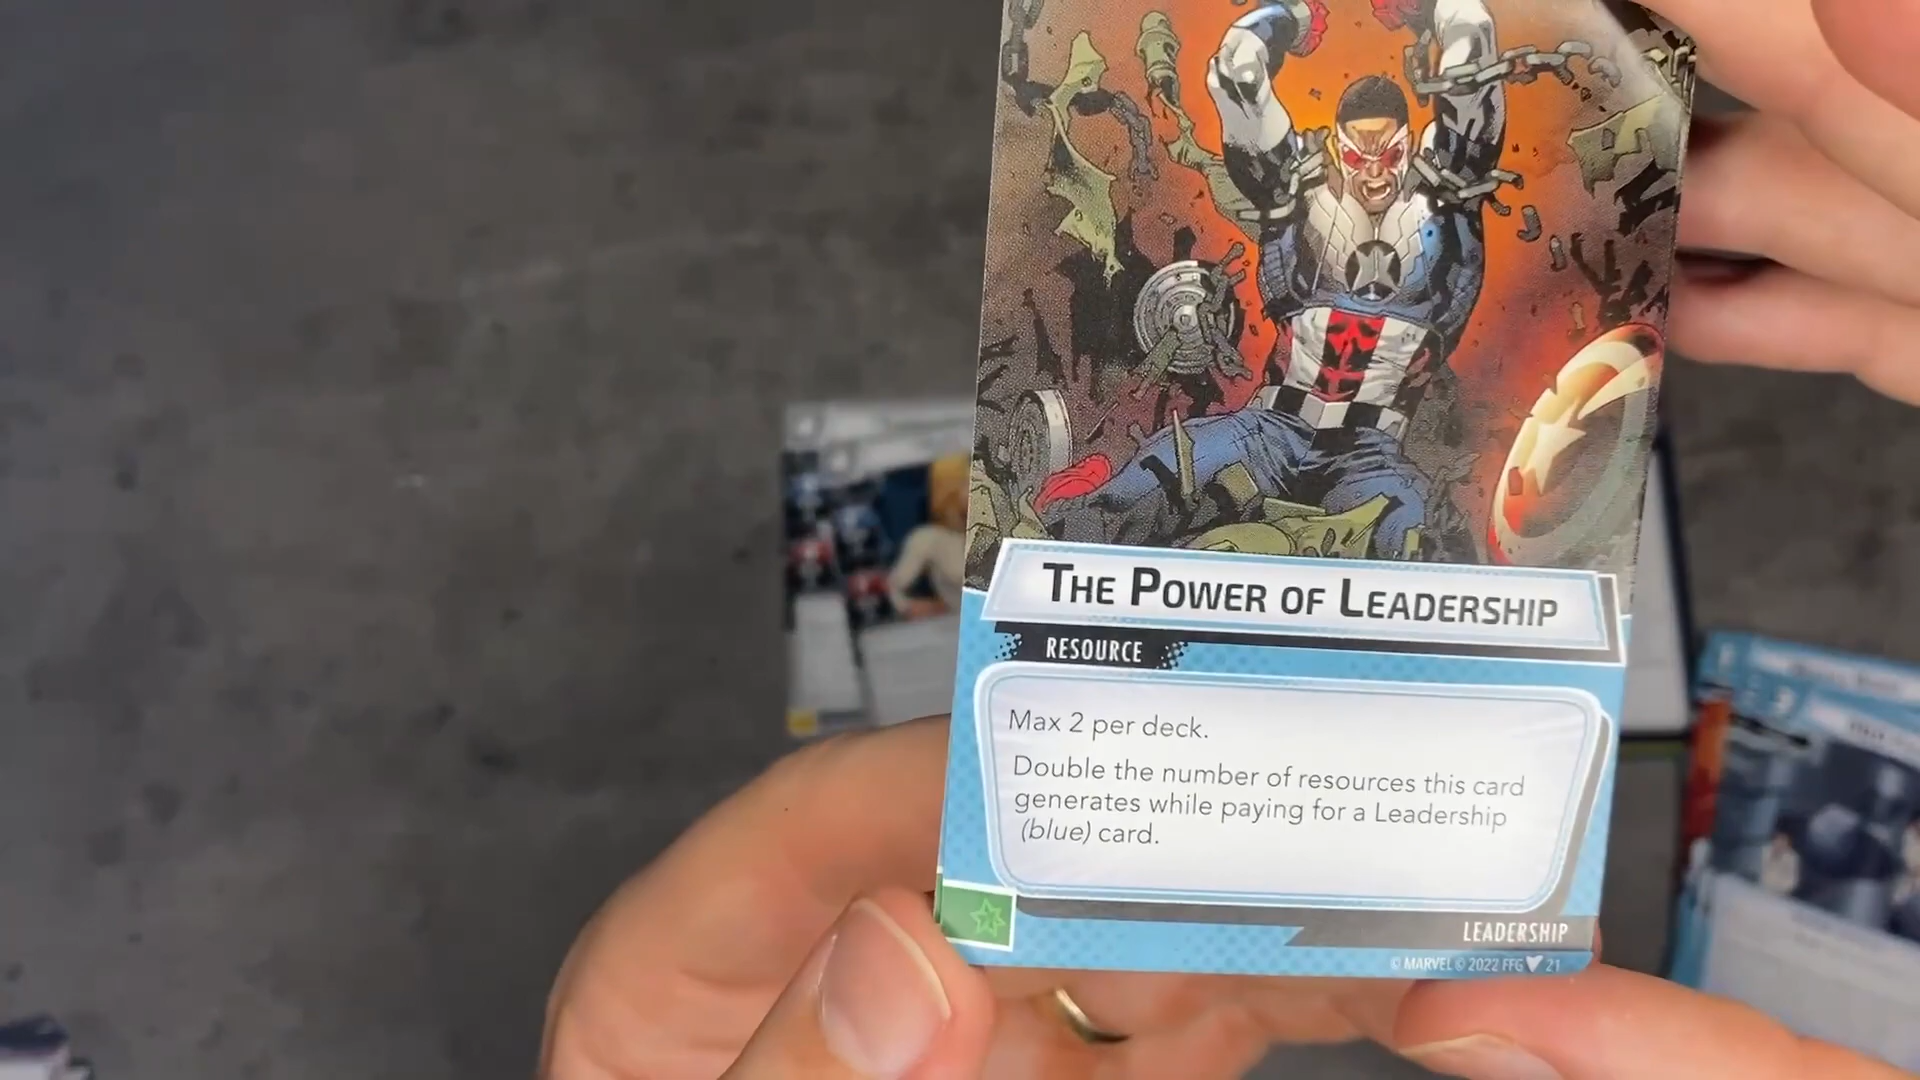 THE POWER OF LEADERSHIP
RESOURCE
Max 2 per deck.
Double the number of resources this card
generates while paying for a Leadership
(blue) card.
LEADERSHIP
© MARVEL © 2022 FFG 21